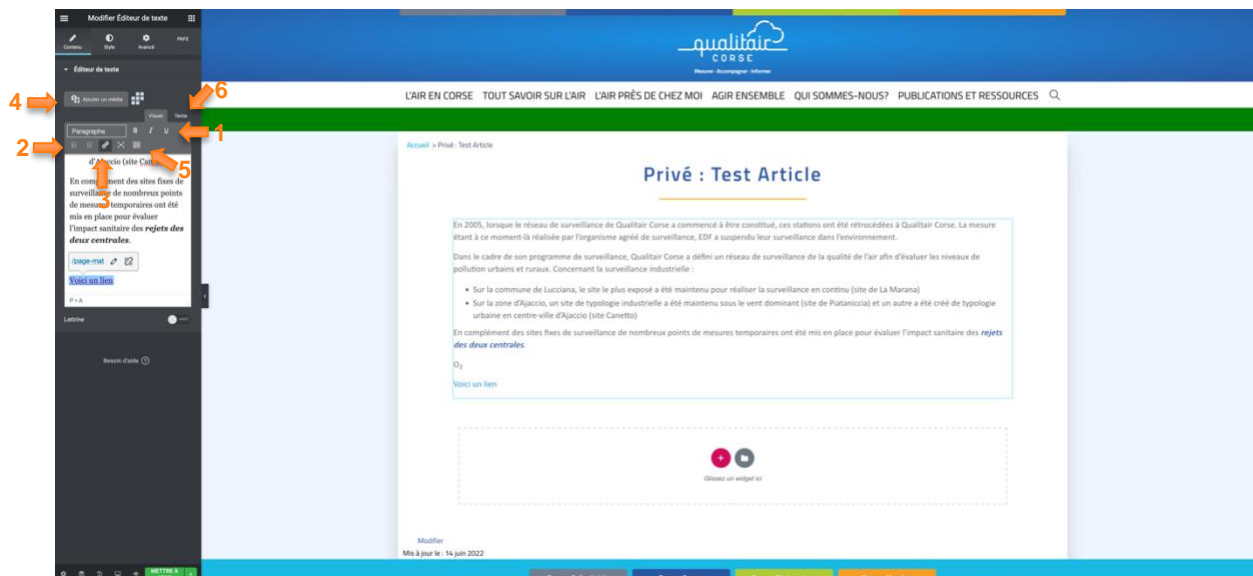 Modifier Éditeur de texte
Contenu Style Avancé
Éditeur de texte
4 Ajouter un média 6
Visuel Texte
Paragraphe B I U 1
2
3 5
d'Ajaccio (site
En complément des sites fixes de
surveillance de nombreux points
de mesures temporaires ont été
mis en place pour évaluer
l'impact sanitaire des rejets des
deux centrales.
/page-mat
Voici un lien
P » A
Lettrine
Besoin d'aide ?
METTRE À
qualitair
CORSE
Mesurer - Accompagner - Informer
L'AIR EN CORSE TOUT SAVOIR SUR L'AIR L'AIR PRÈS DE CHEZ MOI AGIR ENSEMBLE QUI SOMMES-NOUS? PUBLICATIONS ET RESSOURCES
Accueil > Privé : Test Article
Privé : Test Article
En 2005, lorsque le réseau de surveillance de Qualitair Corse a commencé à être constitué, ces stations ont été rétrocédées à Qualitair Corse. La mesure
étant à ce moment-là réalisée par l'organisme agréé de surveillance, EDF a suspendu leur surveillance dans l'environnement.
Dans le cadre de son programme de surveillance, Qualitair Corse a défini un réseau de surveillance de la qualité de l'air afin d'évaluer les niveaux de
pollution urbains et ruraux. Concernant la surveillance industrielle :
• Sur la commune de Lucciana, le site le plus exposé a été maintenu pour réaliser la surveillance en continu (site de La Marana)
• Sur la zone d'Ajaccio, un site de typologie industrielle a été maintenu sous le vent dominant (site de Piataniccia) et un autre a été créé de typologie
urbaine en centre-ville d'Ajaccio (site Canetto)
En complément des sites fixes de surveillance de nombreux points de mesures temporaires ont été mis en place pour évaluer l'impact sanitaire des rejets
des deux centrales.
O₂
Voici un lien
Glissez un widget ici
Modifier
Mis à jour le : 14 juin 2022